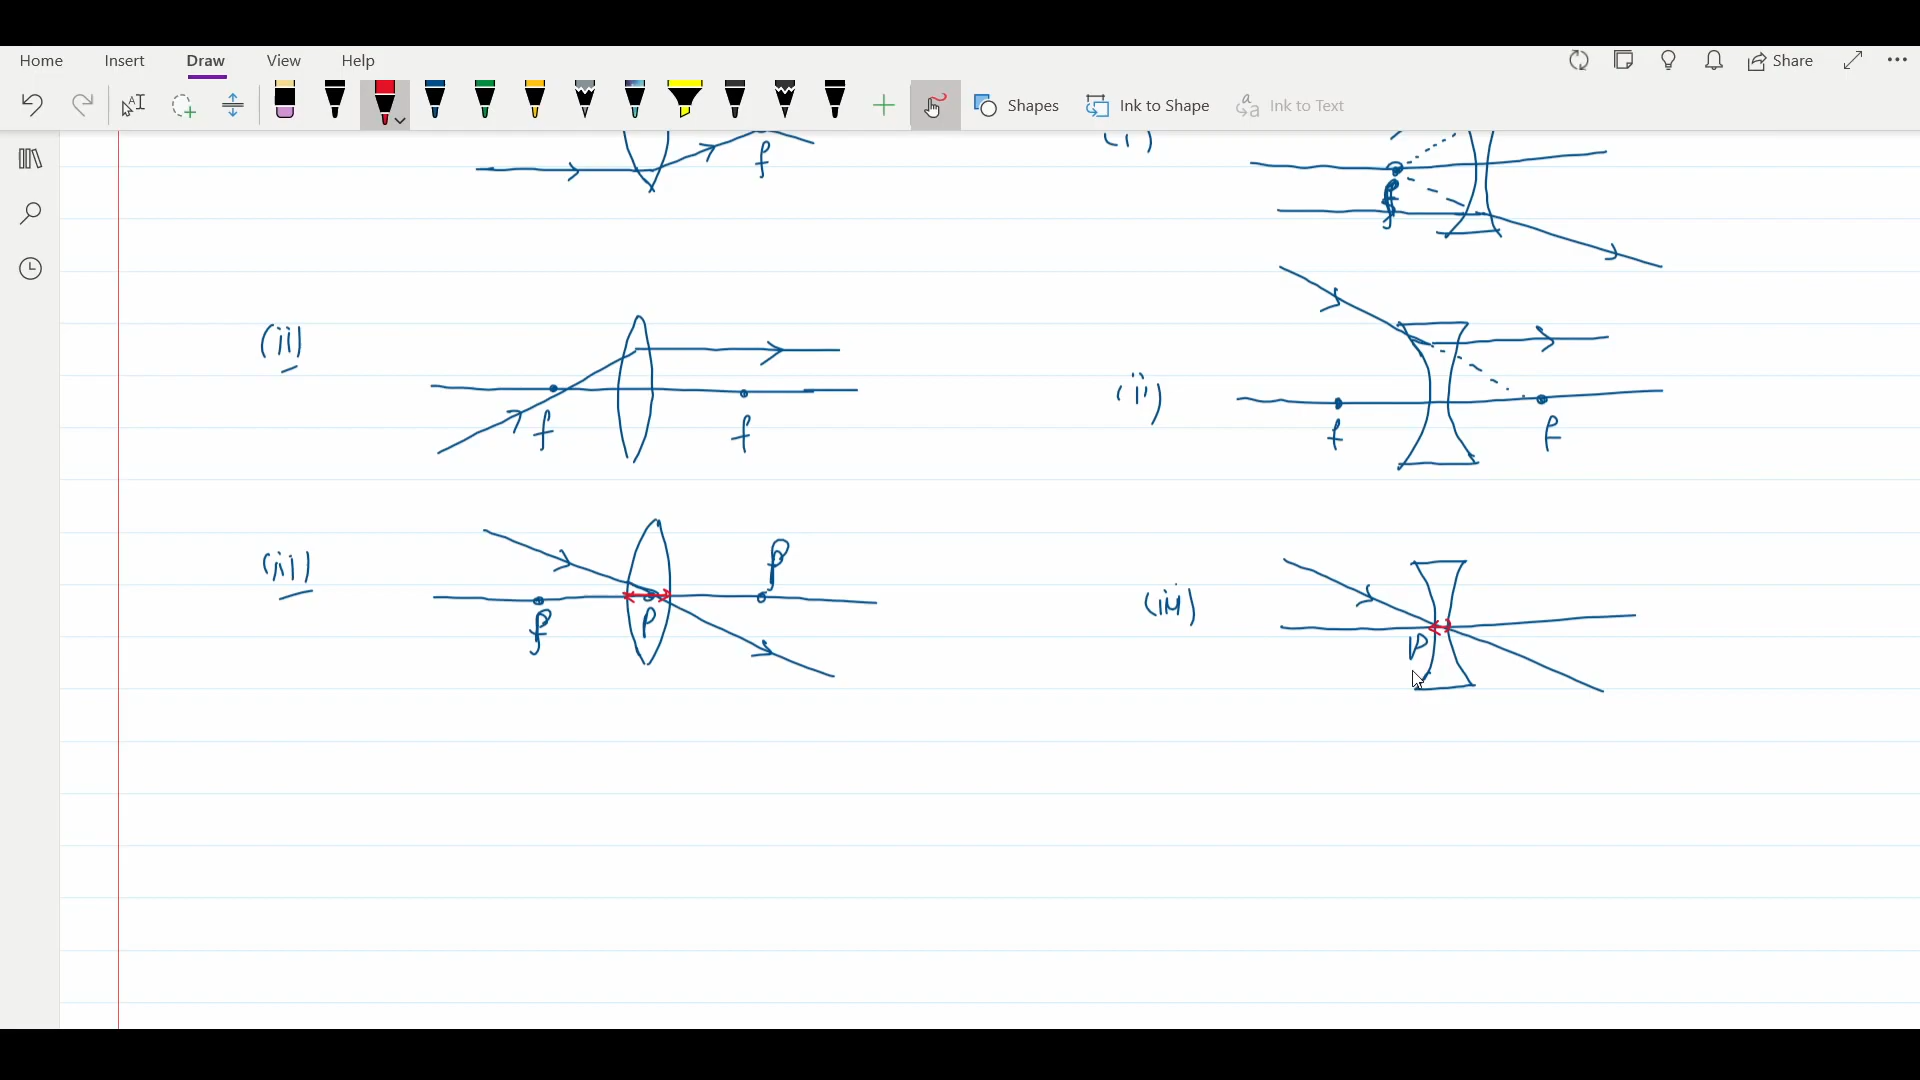 Home Insert Draw View Help Share
Shapes Ink to Shape Ink to Text
f
(i)
f
(ii)
f
f
(ii)
f
f
(iii)
f
f
P
(iii)
P